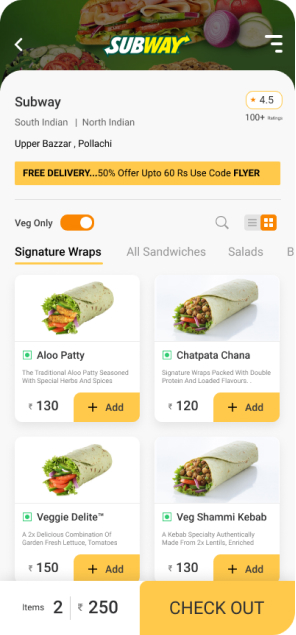 SUBWAY
Subway
4.5
South Indian | North Indian
100+ Ratings
Upper Bazzar , Pollachi
FREE DELIVERY...50% Offer Upto 60 Rs Use Code FLYER
Veg Only
Signature Wraps
All Sandwiches
Salads
B
Aloo Patty
The Traditional Aloo Patty Seasoned
With Special Herbs And Spices
₹ 130
+ Add
Chatpata Chana
Signature Wraps Packed With Double
Protein And Loaded Flavours. .
₹ 120
+ Add
Veggie Delite™
A 2x Delicious Combination Of
Garden Fresh Lettuce, Tomatoes
₹ 150
+ Add
Veg Shammi Kebab
A Kebab Specialty Authentically
Made From 2x Lentils, Enriched
₹ 130
+ Add
Items 2 | ₹ 250
CHECK OUT